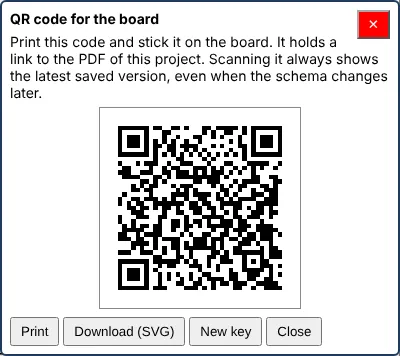 QR code for the board
×
Print this code and stick it on the board. It holds a
link to the PDF of this project. Scanning it always shows
the latest saved version, even when the schema changes
later.
Print
Download (SVG)
New key
Close